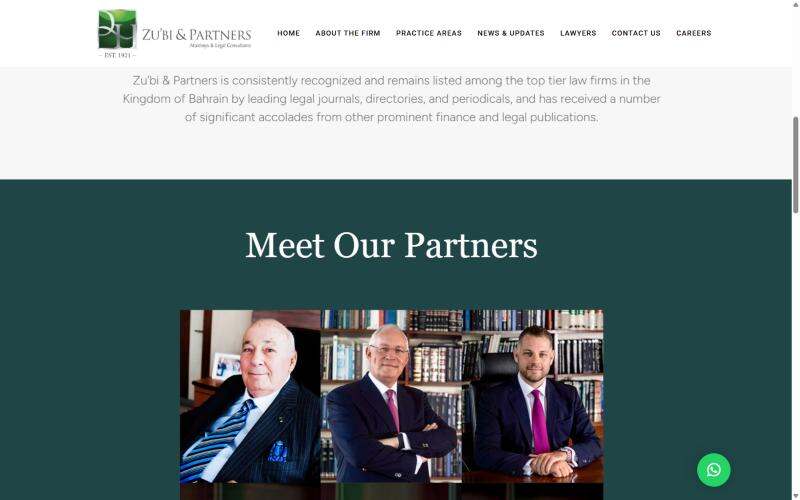 ZU'BI & PARTNERS
Attorneys & Legal Consultants
EST. 1921
HOME ABOUT THE FIRM PRACTICE AREAS NEWS & UPDATES LAWYERS CONTACT US CAREERS
Zu'bi & Partners is consistently recognized and remains listed among the top tier law firms in the
Kingdom of Bahrain by leading legal journals, directories, and periodicals, and has received a number
of significant accolades from other prominent finance and legal publications.
Meet Our Partners